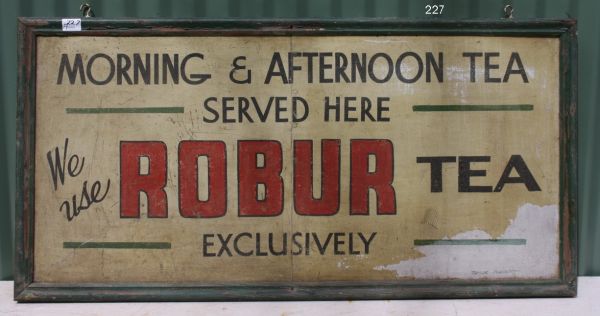 227
MORNING & AFTERNOON TEA
SERVED HERE
We use ROBUR TEA
EXCLUSIVELY